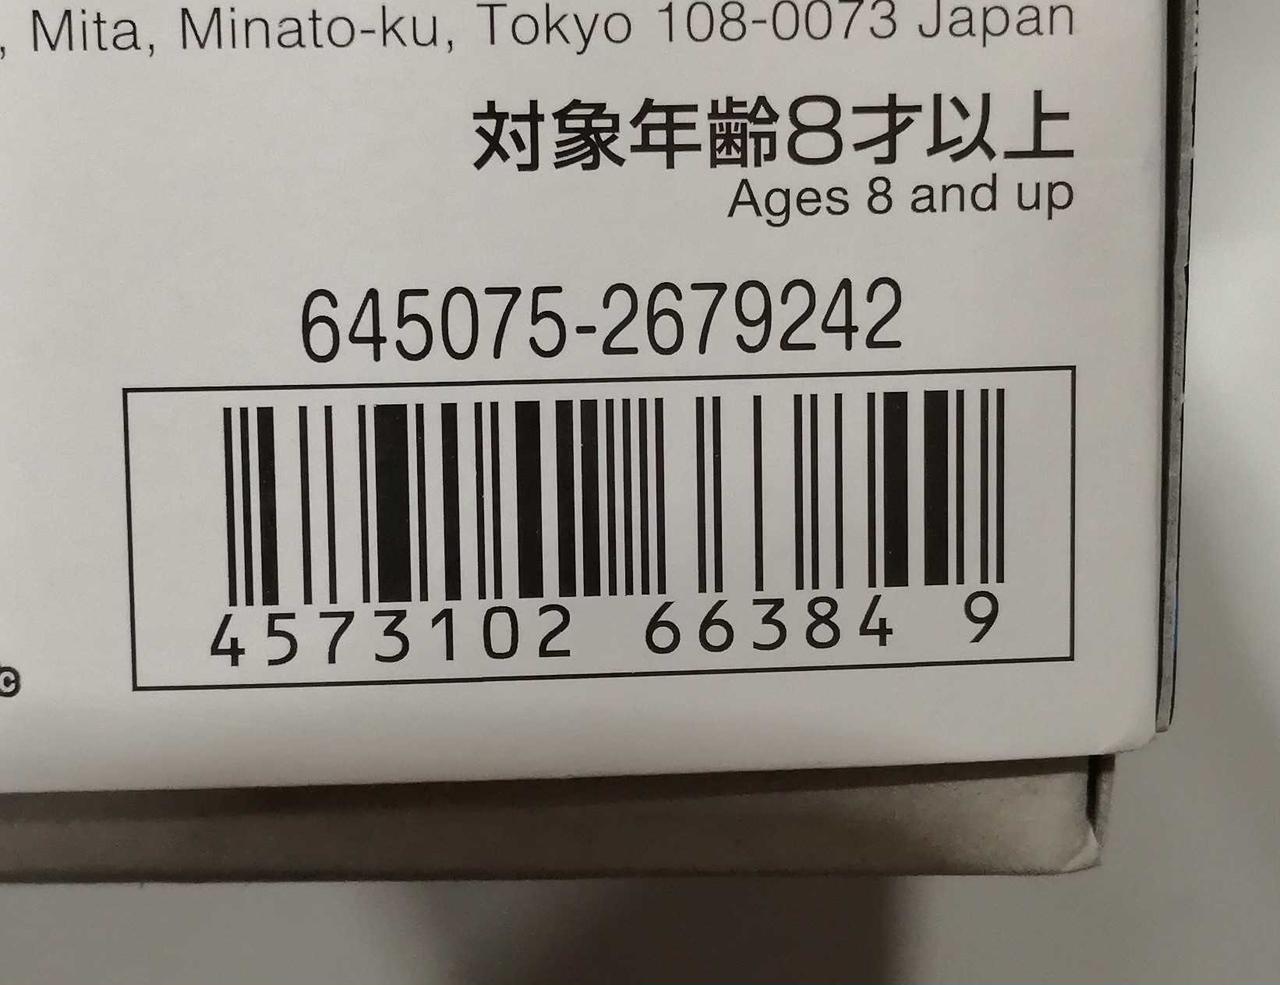 , Mita, Minato-ku, Tokyo 108-0073 Japan
対象年齢8才以上
Ages 8 and up
645075-2679242
4573102 66384 9
©